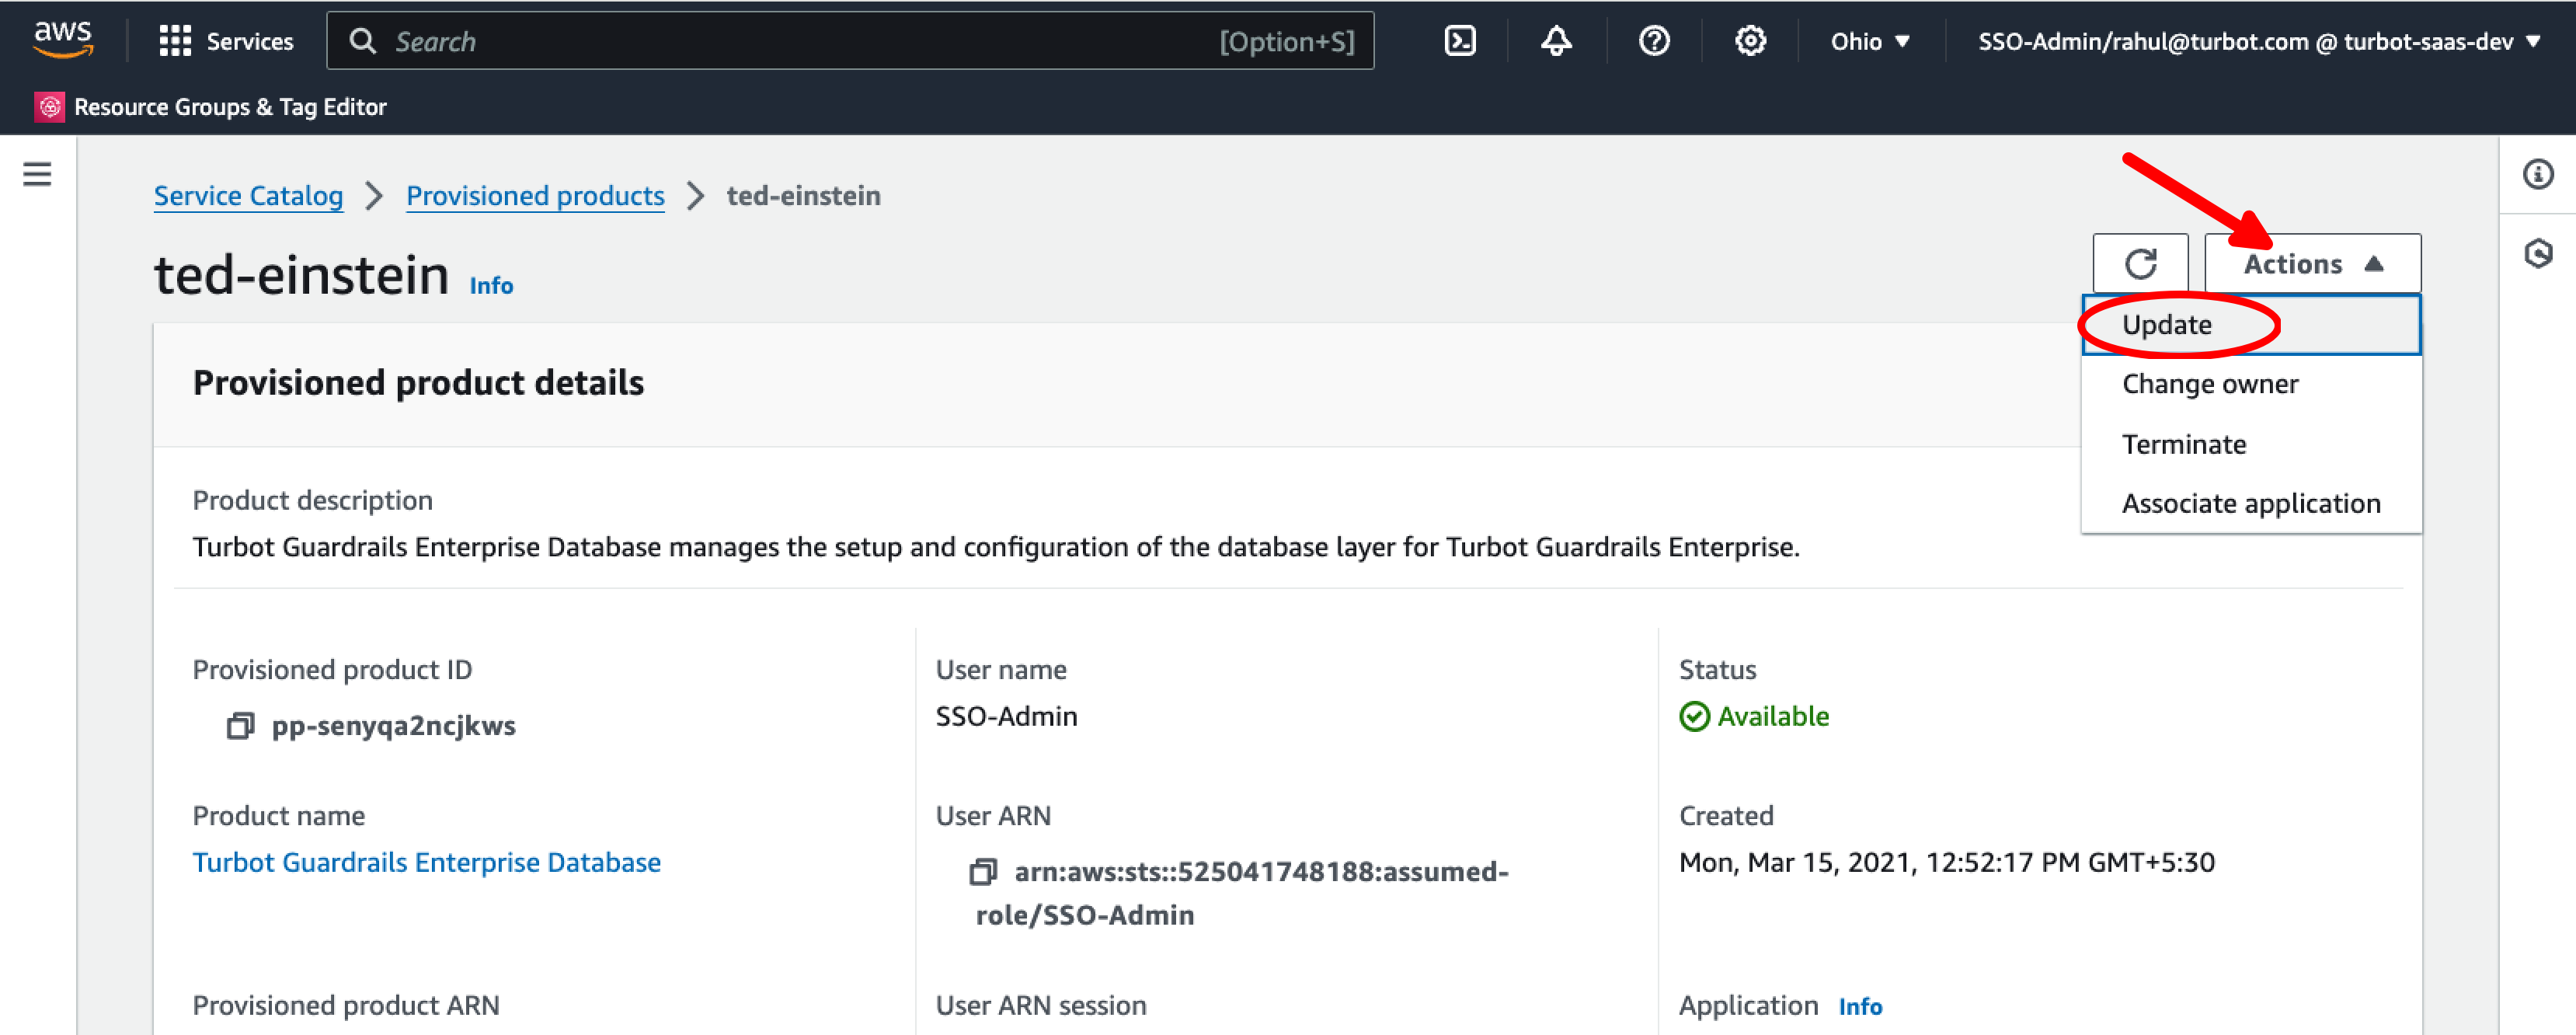 aws Services Search [Option+S] Ohio SSO-Admin/rahul@turbot.com @ turbot-saas-dev
Resource Groups & Tag Editor
Service Catalog Provisioned products ted-einstein
ted-einstein Info
Actions
Update
Change owner
Terminate
Associate application
Provisioned product details
Product description
Turbot Guardrails Enterprise Database manages the setup and configuration of the database layer for Turbot Guardrails Enterprise.
Provisioned product ID
pp-senyqa2ncjkws
User name
SSO-Admin
Status
Available
Product name
Turbot Guardrails Enterprise Database
User ARN
arn:aws:sts::525041748188:assumed-
role/SSO-Admin
Created
Mon, Mar 15, 2021, 12:52:17 PM GMT+5:30
Provisioned product ARN
User ARN session
Application Info